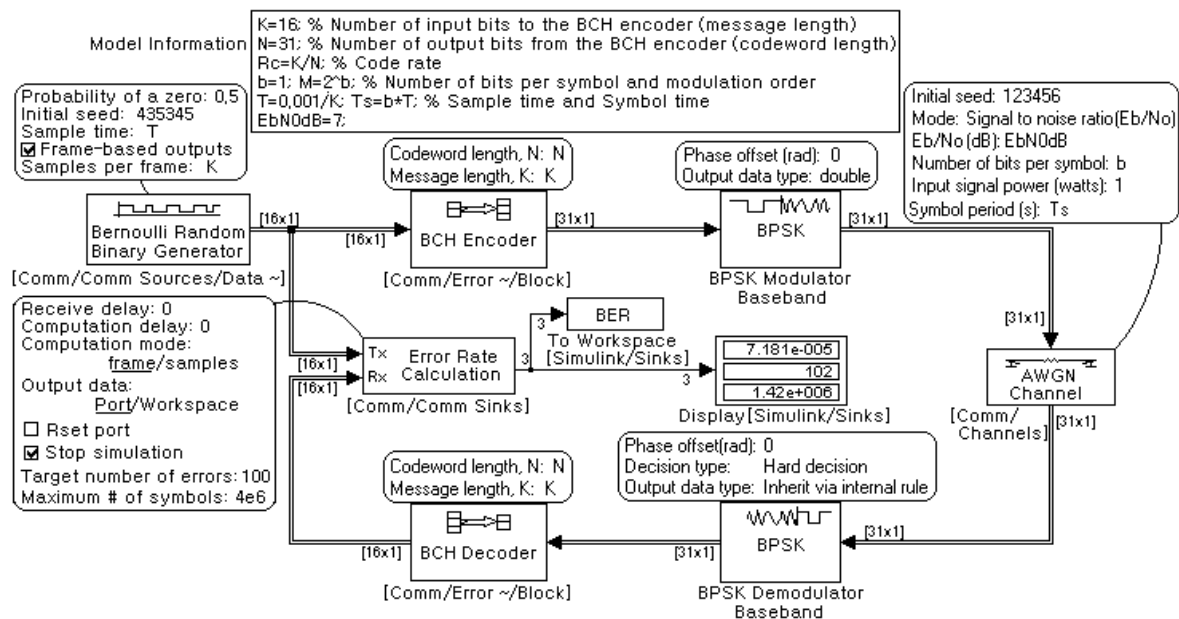 Model Information
K=16; % Number of input bits to the BCH encoder (message length)
N=31; % Number of output bits from the BCH encoder (codeword length)
Rc=K/N; % Code rate
b=1; M=2^b; % Number of bits per symbol and modulation order
T=0,001/K; Ts=b*T; % Sample time and Symbol time
EbN0dB=7;
Probability of a zero: 0,5
Initial seed: 435345
Sample time: T
Frame-based outputs
Samples per frame: K
Codeword length, N: N
Message length, K: K
Phase offset (rad): 0
Output data type: double
Initial seed: 123456
Mode: Signal to noise ratio(Eb/No)
Eb/No (dB): EbN0dB
Number of bits per symbol: b
Input signal power (watts): 1
Symbol period (s): Ts
Bernoulli Random
Binary Generator
[Comm/Comm Sources/Data ~]
[16x1]
[16x1]
BCH Encoder
[Comm/Error ~/Block]
[31x1]
BPSK
BPSK Modulator
Baseband
[31x1]
[31x1]
Receive delay: 0
Computation delay: 0
Computation mode:
frame/samples
Output data:
Port/Workspace
Rset port
Stop simulation
Target number of errors: 100
Maximum # of symbols: 4e6
[16x1]
[16x1]
Tx
Rx
Error Rate
Calculation
[Comm/Comm Sinks]
3
3
BER
To Workspace
[Simulink/Sinks]
3
7.181e-005
102
1.42e+006
Display[Simulink/Sinks]
AWGN
Channel
[Comm/
Channels]
[31x1]
Codeword length, N: N
Message length, K: K
Phase offset(rad): 0
Decision type: Hard decision
Output data type: Inherit via internal rule
[16x1]
BCH Decoder
[Comm/Error ~/Block]
[31x1]
BPSK
BPSK Demodulator
Baseband
[31x1]